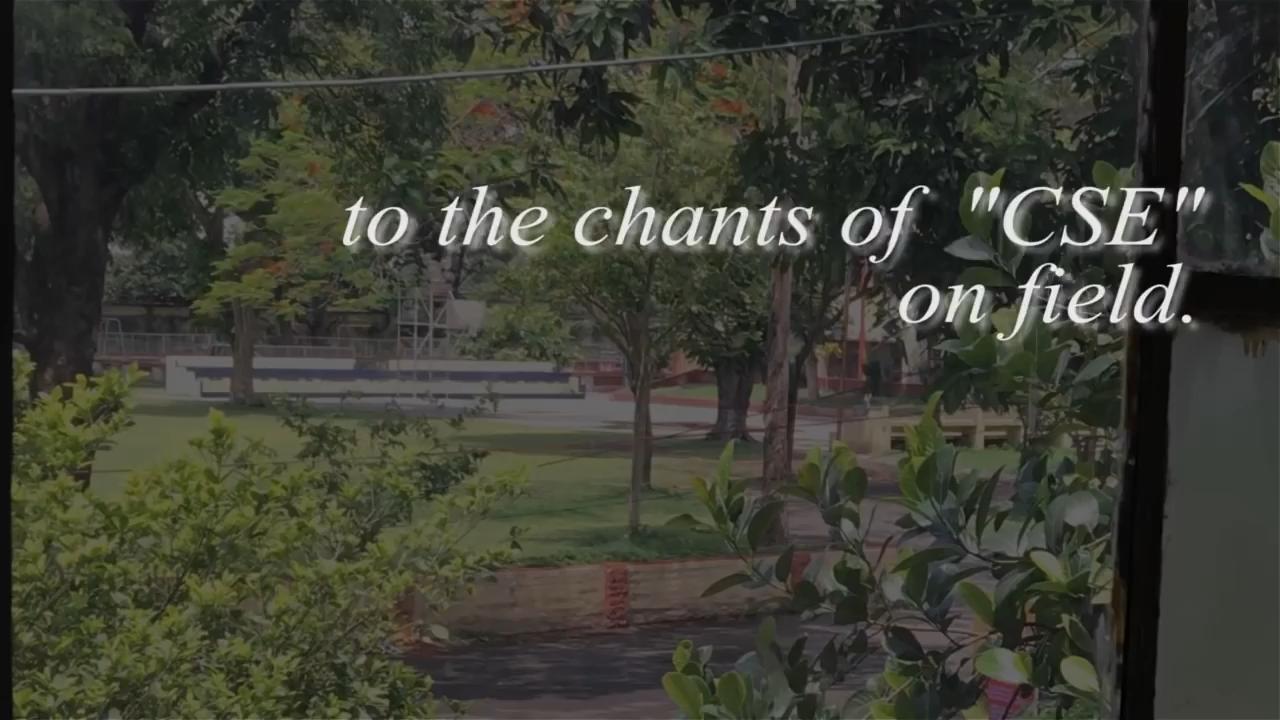 to the chants of "CSE"
on field.